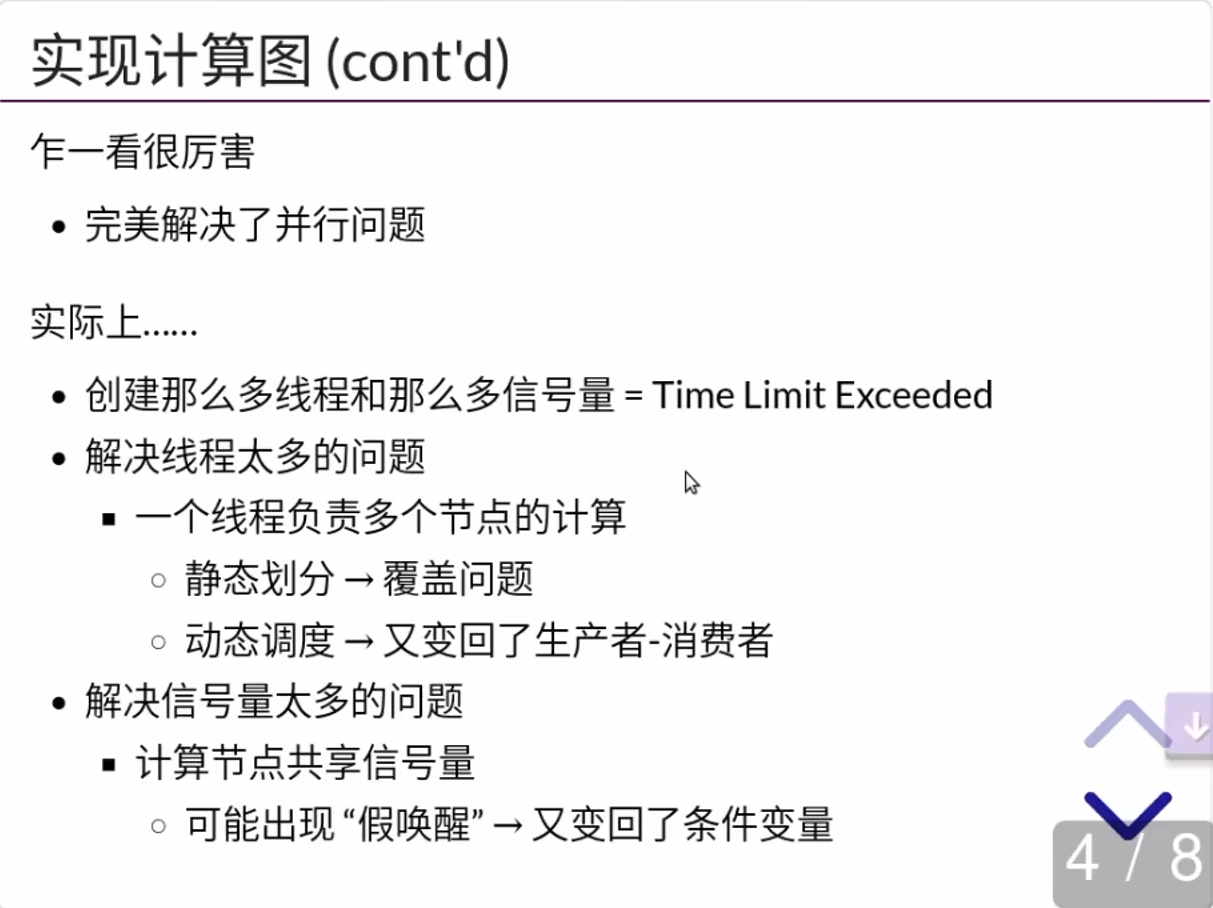 实现计算图 (cont'd)
乍一看很厉害
• 完美解决了并行问题
实际上……
• 创建那么多线程和那么多信号量 = Time Limit Exceeded
• 解决线程太多的问题
▪ 一个线程负责多个节点的计算
○ 静态划分 → 覆盖问题
○ 动态调度 → 又变回了生产者-消费者
• 解决信号量太多的问题
▪ 计算节点共享信号量
○ 可能出现 “假唤醒” → 又变回了条件变量
4 / 8